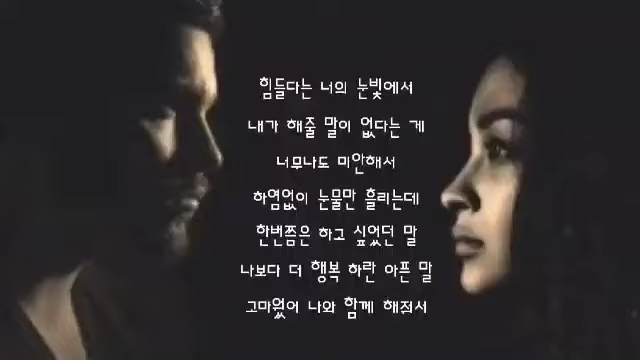 힘들다는 너의 눈빛에서
내가 해줄 말이 없다는 게
너무나도 미안해서
하염없이 눈물만 흘리는데
한번쯤은 하고 싶었던 말
나보다 더 행복 하란 아픈 말
고마웠어 나와 함께 해줘서